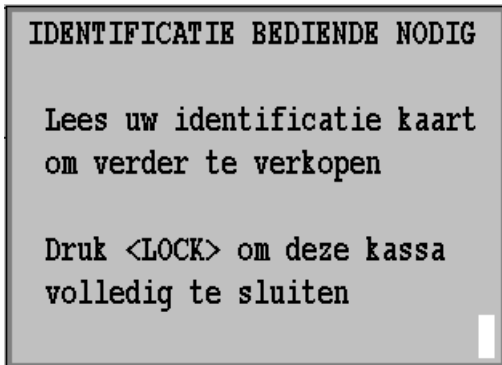 IDENTIFICATIE BEDIENDE NODIG
Lees uw identificatie kaart
om verder te verkopen
Druk <LOCK> om deze kassa
volledig te sluiten